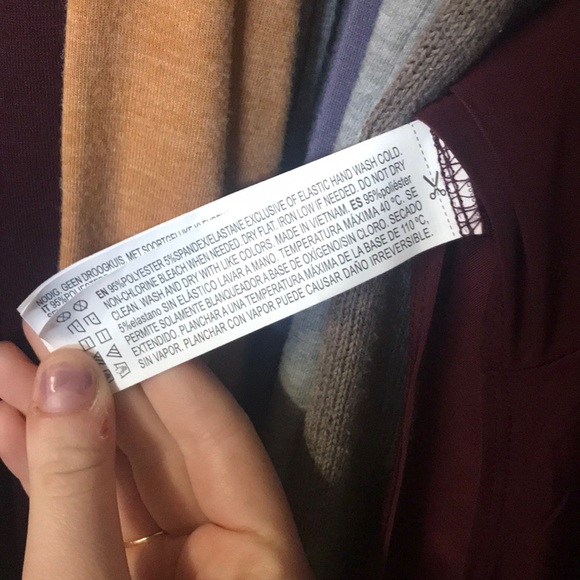 NODIG. GEEN DROOGKUIS. MET SOORTGELIJKE
EN 95%POLYESTER 5%SPANDEX/ELASTANE EXCLUSIVE OF ELASTIC HAND WASH COLD.
NON-CHLORINE BLEACH WHEN NEEDED. DRY FLAT. IRON LOW IF NEEDED. DO NOT DRY
CLEAN. WASH AND DRY WITH LIKE COLORS. MADE IN VIETNAM. ES 95%poliéster
5%elastano SIN ELASTICO LAVAR A MANO. TEMPERATURA MÁXIMA 40 °C. SE
PERMITE SOLAMENTE BLANQUEADOR A BASE DE OXÍGENO/SIN CLORO. SECADO
EXTENDIDO. PLANCHAR A UNA TEMPERATURA MÁXIMA DE LA BASE DE 110 °C,
SIN VAPOR. PLANCHAR CON VAPOR PUEDE CAUSAR DAÑO IRREVERSIBLE.